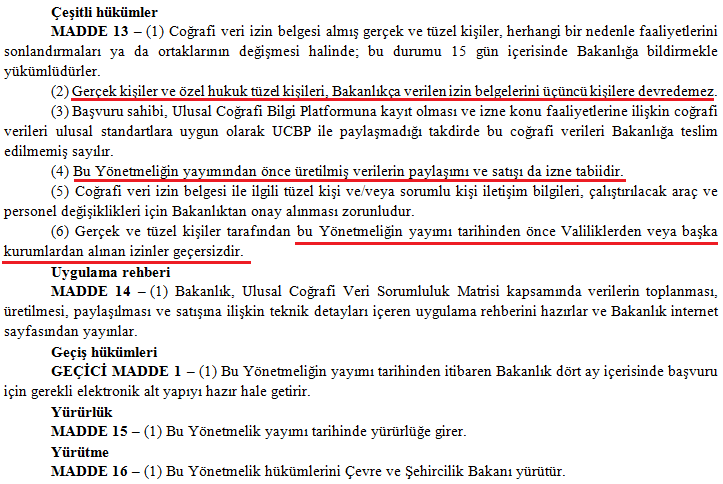 Çeşitli hükümler
MADDE 13 – (1) Coğrafi veri izin belgesi almış gerçek ve tüzel kişiler, herhangi bir nedenle faaliyetlerini
sonlandırmaları ya da ortaklarının değişmesi halinde; bu durumu 15 gün içerisinde Bakanlığa bildirmekle
yükümlüdürler.
(2) Gerçek kişiler ve özel hukuk tüzel kişileri, Bakanlıkça verilen izin belgelerini üçüncü kişilere devredemez.
(3) Başvuru sahibi, Ulusal Coğrafi Bilgi Platformuna kayıt olması ve izne konu faaliyetlerine ilişkin coğrafi
verileri ulusal standartlara uygun olarak UCBP ile paylaşmadığı takdirde bu coğrafi verileri Bakanlığa teslim
edilmemiş sayılır.
(4) Bu Yönetmeliğin yayımından önce üretilmiş verilerin paylaşımı ve satışı da izne tabiidir.
(5) Coğrafi veri izin belgesi ile ilgili tüzel kişi ve/veya sorumlu kişi iletişim bilgileri, çalıştırılacak araç ve
personel değişiklikleri için Bakanlıktan onay alınması zorunludur.
(6) Gerçek ve tüzel kişiler tarafından bu Yönetmeliğin yayımı tarihinden önce Valiliklerden veya başka
kurumlardan alınan izinler geçersizdir.
Uygulama rehberi
MADDE 14 – (1) Bakanlık, Ulusal Coğrafi Veri Sorumluluk Matrisi kapsamında verilerin toplanması,
üretilmesi, paylaşılması ve satışına ilişkin teknik detayları içeren uygulama rehberini hazırlar ve Bakanlık internet
sayfasından yayınlar.
Geçiş hükümleri
GEÇİCİ MADDE 1 – (1) Bu Yönetmeliğin yayımı tarihinden itibaren Bakanlık dört ay içerisinde başvuru
için gerekli elektronik alt yapıyı hazır hale getirir.
Yürürlük
MADDE 15 – (1) Bu Yönetmelik yayımı tarihinde yürürlüğe girer.
Yürütme
MADDE 16 – (1) Bu Yönetmelik hükümlerini Çevre ve Şehircilik Bakanı yürütür.